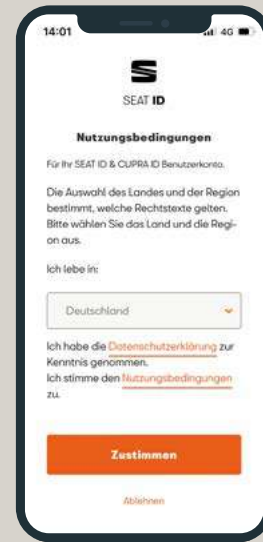 14:01
4G
SEAT ID
Nutzungsbedingungen
Für Ihr SEAT ID & CUPRA ID Benutzerkonto.
Die Auswahl des Landes und der Region
bestimmt, welche Rechtstexte gelten.
Bitte wählen Sie das Land und die Regi-
on aus.
Ich lebe in:
Deutschland
Ich habe die Datenschutzerklärung zur
Kenntnis genommen.
Ich stimme den Nutzungsbedingungen
zu.
Zustimmen
Ablehnen